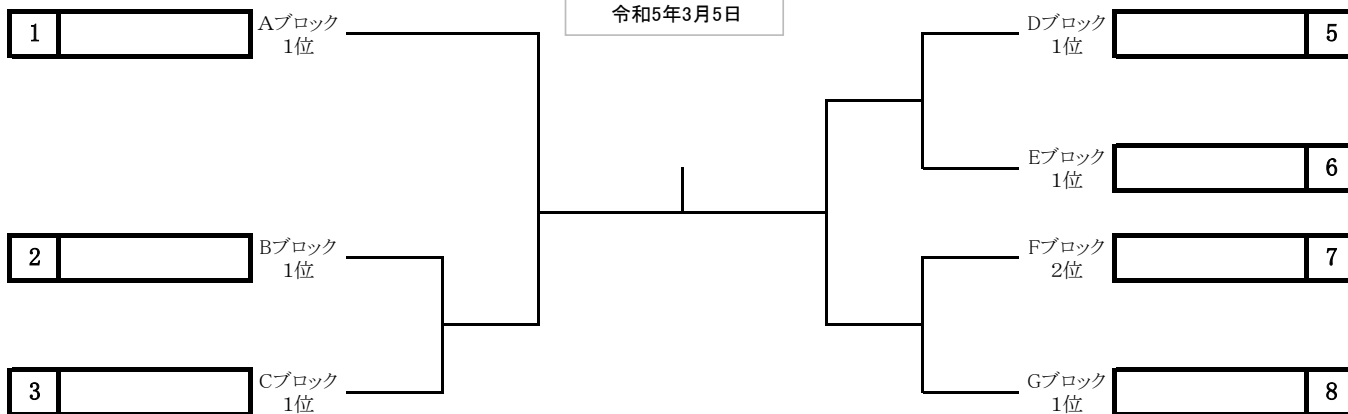 令和5年3月5日
1
Aブロック
1位
2
Bブロック
1位
3
Cブロック
1位
Dブロック
1位
5
Eブロック
1位
6
Fブロック
2位
7
Gブロック
1位
8